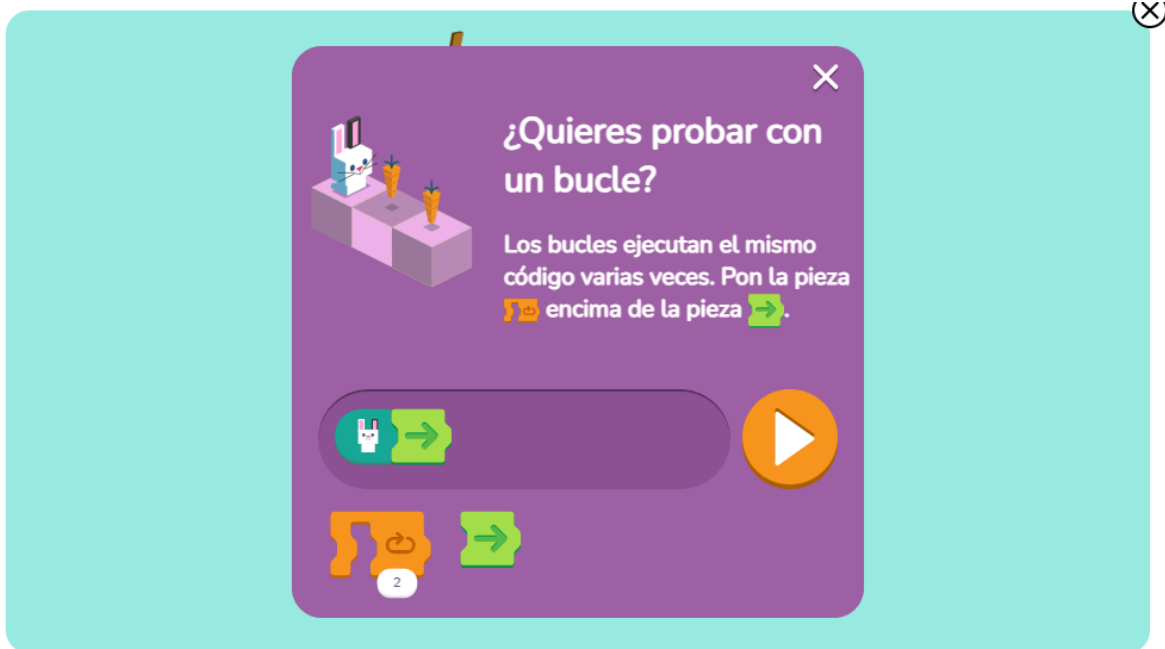 ¿Quieres probar con
un bucle?
Los bucles ejecutan el mismo
código varias veces. Pon la pieza
encima de la pieza .
2